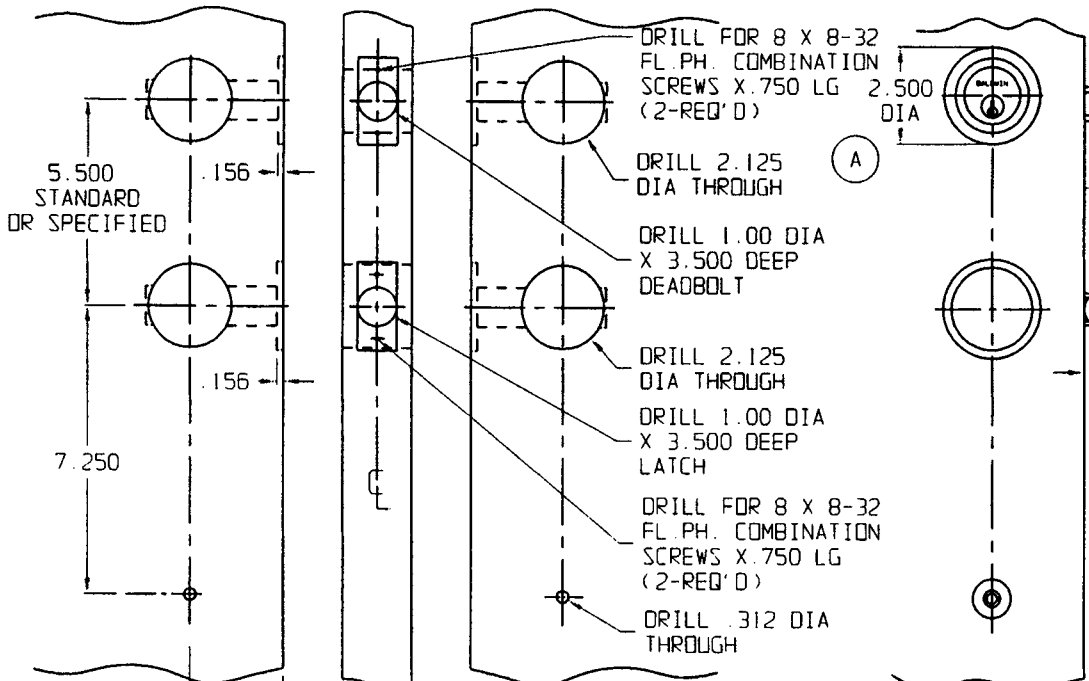 DRILL FOR 8 X 8-32
FL.PH. COMBINATION
SCREWS X.750 LG
(2-REQ'D)
2.500
DIA
BALDWIN
A
5.500
STANDARD
OR SPECIFIED
.156
DRILL 2.125
DIA THROUGH
DRILL 1.00 DIA
X 3.500 DEEP
DEADBOLT
.156
DRILL 2.125
DIA THROUGH
DRILL 1.00 DIA
X 3.500 DEEP
LATCH
7.250
CL
DRILL FOR 8 X 8-32
FL.PH. COMBINATION
SCREWS X.750 LG
(2-REQ'D)
DRILL .312 DIA
THROUGH